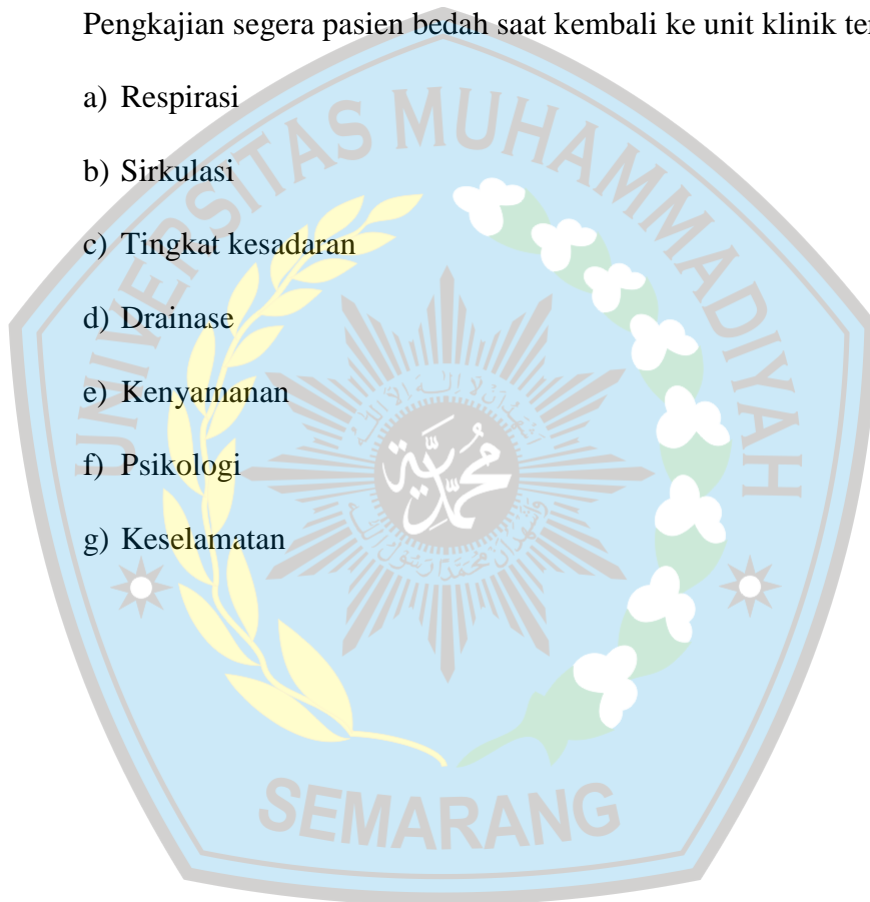 Pengkajian segera pasien bedah saat kembali ke unit klinik
a) Respirasi
b) Sirkulasi
c) Tingkat kesadaran
d) Drainase
e) Kenyamanan
f) Psikologi
g) Keselamatan
UNIVERSITAS MUHAMMADIYAH
SEMARANG